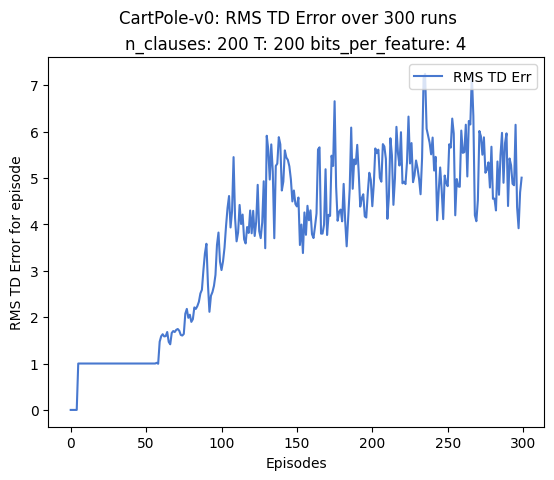 CartPole-v0: RMS TD Error over 300 runs
n_clauses: 200 T: 200 bits_per_feature: 4
RMS TD Err
RMS TD Error for episode
7
6
5
4
3
2
1
0
0 50 100 150 200 250 300
Episodes